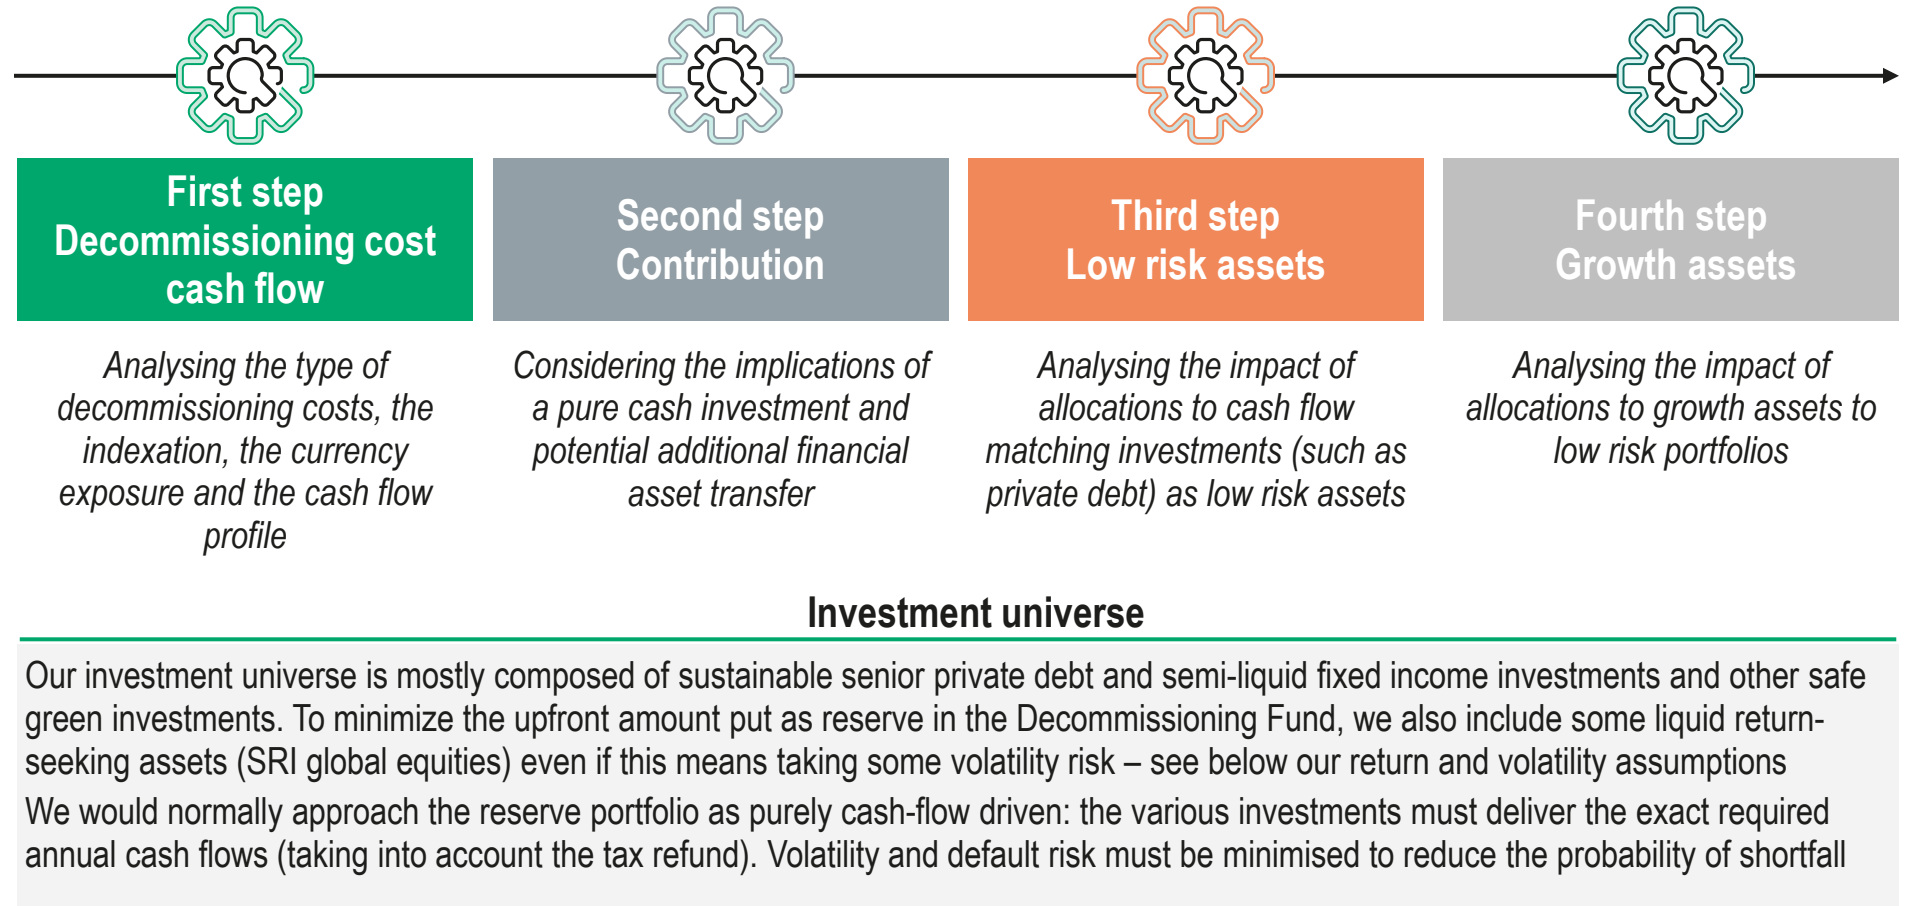 First step
Decommissioning cost
cash flow
Second step
Contribution
Third step
Low risk assets
Fourth step
Growth assets
Analysing the type of
decommissioning costs, the
indexation, the currency
exposure and the cash flow
profile
Considering the implications of
a pure cash investment and
potential additional financial
asset transfer
Analysing the impact of
allocations to cash flow
matching investments (such as
private debt) as low risk assets
Analysing the impact of
allocations to growth assets to
low risk portfolios
Investment universe
Our investment universe is mostly composed of sustainable senior private debt and semi-liquid fixed income investments and other safe
green investments. To minimize the upfront amount put as reserve in the Decommissioning Fund, we also include some liquid return-
seeking assets (SRI global equities) even if this means taking some volatility risk – see below our return and volatility assumptions
We would normally approach the reserve portfolio as purely cash-flow driven: the various investments must deliver the exact required
annual cash flows (taking into account the tax refund). Volatility and default risk must be minimised to reduce the probability of shortfall